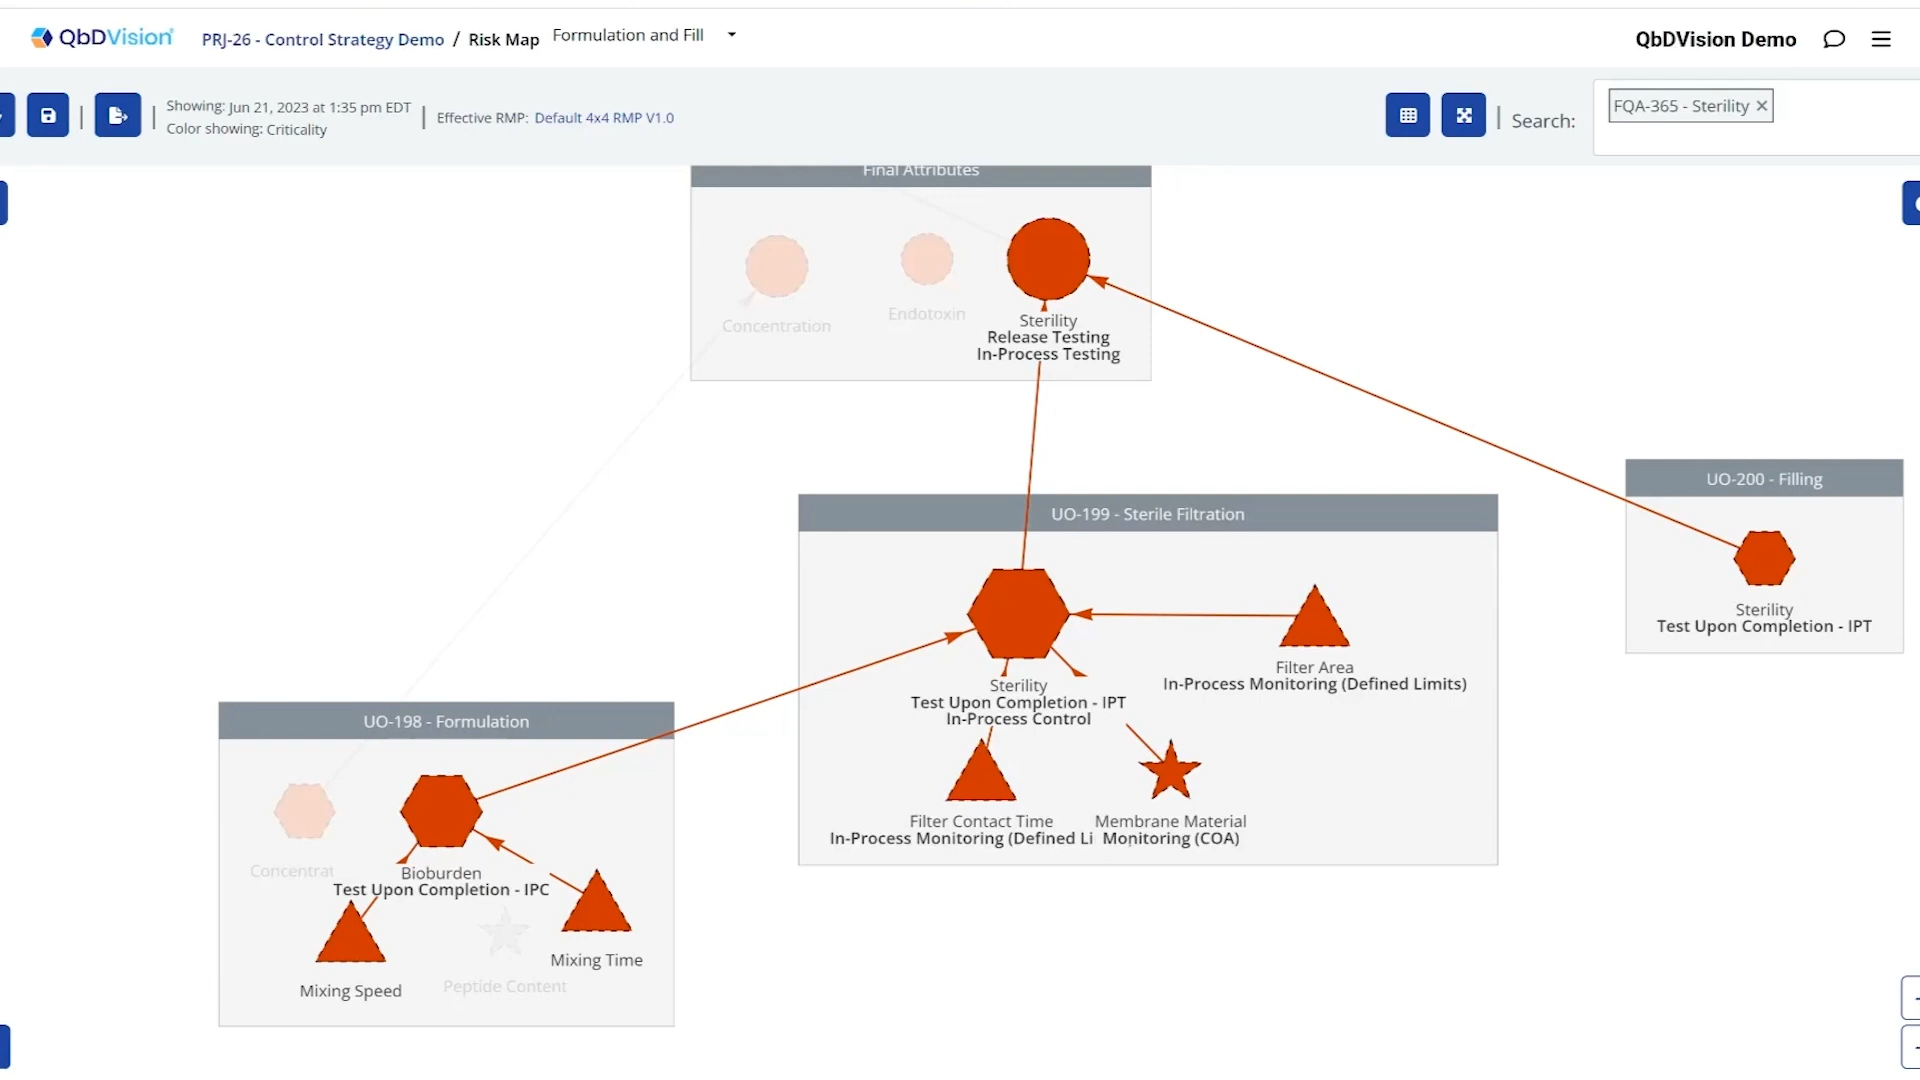 QbDVision
PRJ-26 - Control Strategy Demo / Risk Map
Formulation and Fill
QbDVision Demo
Showing: Jun 21, 2023 at 1:35 pm EDT
Color showing: Criticality
Effective RMP: Default 4x4 RMP V1.0
Search:
FQA-365 - Sterility ×
Final Attributes
Concentration
Endotoxin
Sterility
Release Testing
In-Process Testing
UO-200 - Filling
Sterility
Test Upon Completion - IPT
UO-199 - Sterile Filtration
Sterility
Test Upon Completion - IPT
In-Process Control
Filter Area
In-Process Monitoring (Defined Limits)
Filter Contact Time
In-Process Monitoring (Defined Li
Membrane Material
Monitoring (COA)
UO-198 - Formulation
Concentrat
Bioburden
Test Upon Completion - IPC
Mixing Speed
Peptide Content
Mixing Time